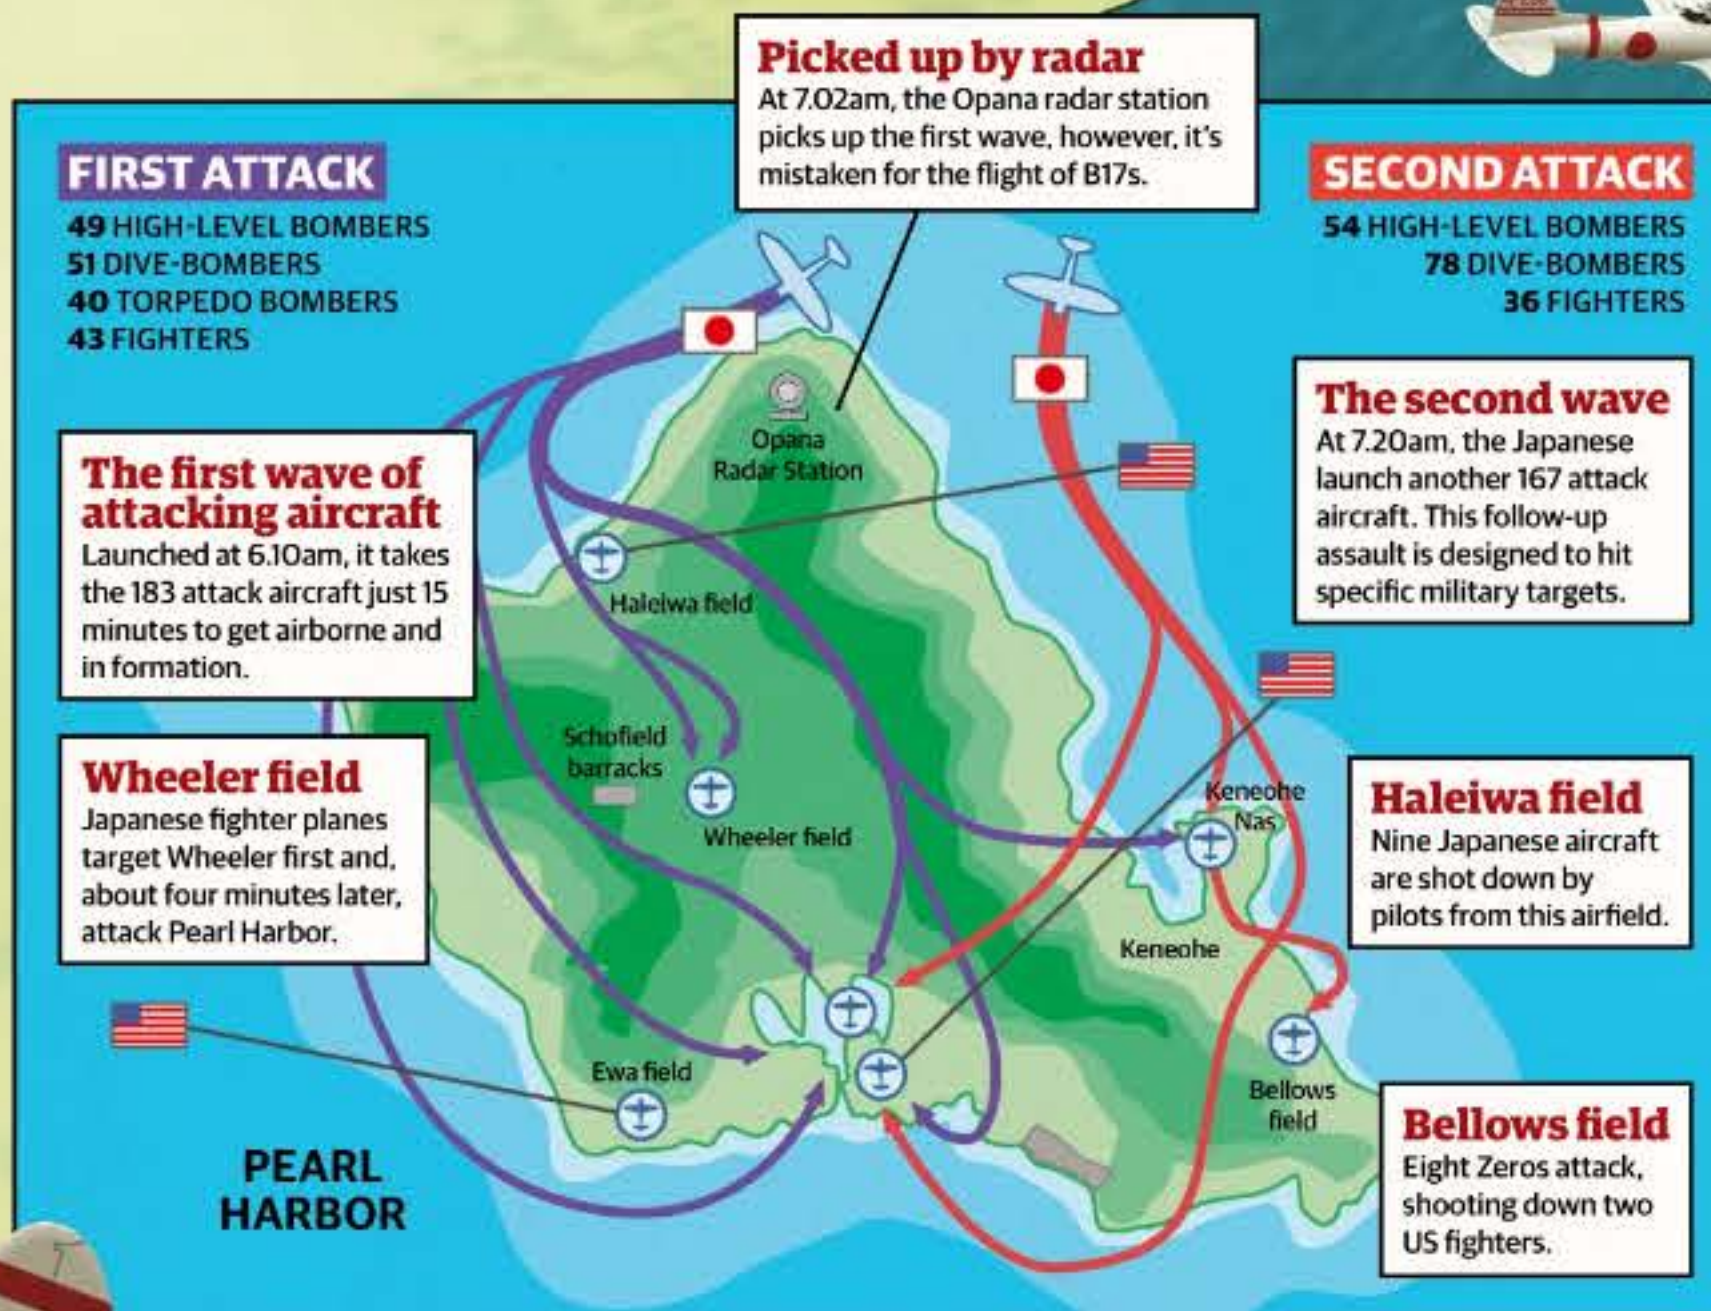 Picked up by radar
At 7.02am, the Opana radar station
picks up the first wave, however, it's
mistaken for the flight of B17s.
FIRST ATTACK
49 HIGH-LEVEL BOMBERS
51 DIVE-BOMBERS
40 TORPEDO BOMBERS
43 FIGHTERS
SECOND ATTACK
54 HIGH-LEVEL BOMBERS
78 DIVE-BOMBERS
36 FIGHTERS
The first wave of
attacking aircraft
Launched at 6.10am, it takes
the 183 attack aircraft just 15
minutes to get airborne and
in formation.
The second wave
At 7.20am, the Japanese
launch another 167 attack
aircraft. This follow-up
assault is designed to hit
specific military targets.
Opana
Radar Station
Haleiwa field
Schofield
barracks
Wheeler field
Wheeler field
Japanese fighter planes
target Wheeler first and,
about four minutes later,
attack Pearl Harbor.
Keneohe
Nas
Keneohe
Haleiwa field
Nine Japanese aircraft
are shot down by
pilots from this airfield.
Ewa field
Bellows
field
PEARL
HARBOR
Bellows field
Eight Zeros attack,
shooting down two
US fighters.